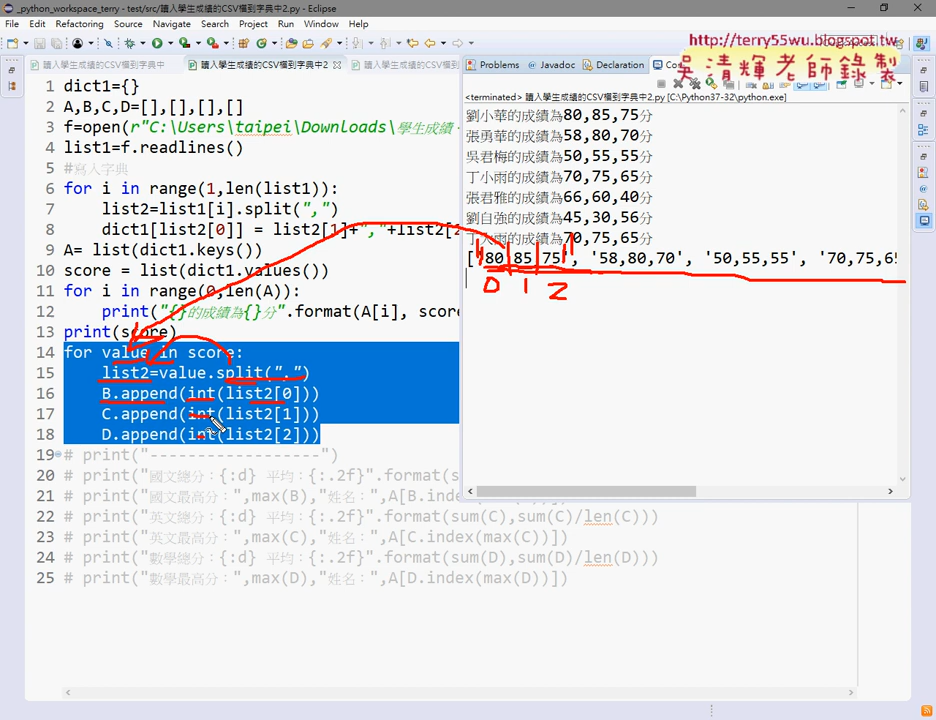 _python_workspace_terry - test/src/讀入學生成績的CSV檔到字典中2.py - Eclipse
File Edit Refactoring Source Navigate Search Project Run Window Help
http://terry55wu.blogspot.tw
吳清輝老師錄製
讀入學生成績的CSV檔到字典中
讀入學生成績的CSV檔到字典中2
讀入學生成績的CSV檔到字典中
Problems Javadoc Declaration
<terminated> 讀入學生成績的CSV檔到字典中2.py [C:\Python37-32\python.exe]
1 dict1={}
2 A,B,C,D=[],[],[],[]
3 f=open(r"C:\Users\taipei\Downloads\學生成績.
4 list1=f.readlines()
5 #寫入字典
6 for i in range(1,len(list1)):
7 list2=list1[i].split(",")
8 dict1[list2[0]] = list2[1]+","+list2[2
9 A= list(dict1.keys())
10 score = list(dict1.values())
11 for i in range(0,len(A)):
12 print("{}的成績為{}分".format(A[i], score
13 print(score)
14 for value in score:
15 list2=value.split(",")
16 B.append(int(list2[0]))
17 C.append(int(list2[1]))
18 D.append(int(list2[2]))
19 # print("------------------")
20 # print("國文總分：{:d} 平均：{:.2f}".format(s
21 # print("國文最高分：",max(B),"姓名：",A[B.index(m
22 # print("英文總分：{:d} 平均：{:.2f}".format(sum(C),sum(C)/len(C)))
23 # print("英文最高分：",max(C),"姓名：",A[C.index(max(C))])
24 # print("數學總分：{:d} 平均：{:.2f}".format(sum(D),sum(D)/len(D)))
25 # print("數學最高分：",max(D),"姓名：",A[D.index(max(D))])
劉小華的成績為80,85,75分
張勇華的成績為58,80,70分
吳君梅的成績為50,55,55分
丁小雨的成績為70,75,65分
張君雅的成績為66,60,40分
劉自強的成績為45,30,56分
丁大雨的成績為70,75,65分
['80,85,75', '58,80,70', '50,55,55', '70,75,65
0 1 2